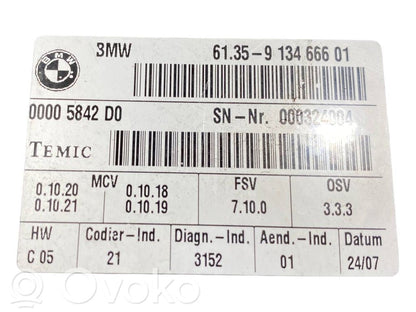 BMW 3MW 61.35-9 134 666 01
0000 5842 D0 SN-Nr. 000324004
TEMIC
MCV FSV OSV
0.10.20 0.10.18 7.10.0 3.3.3
0.10.21 0.10.19
HW Codier-Ind. Diagn.-Ind. Aend.-Ind. Datum
C 05 21 3152 01 24/07
© Ovoko